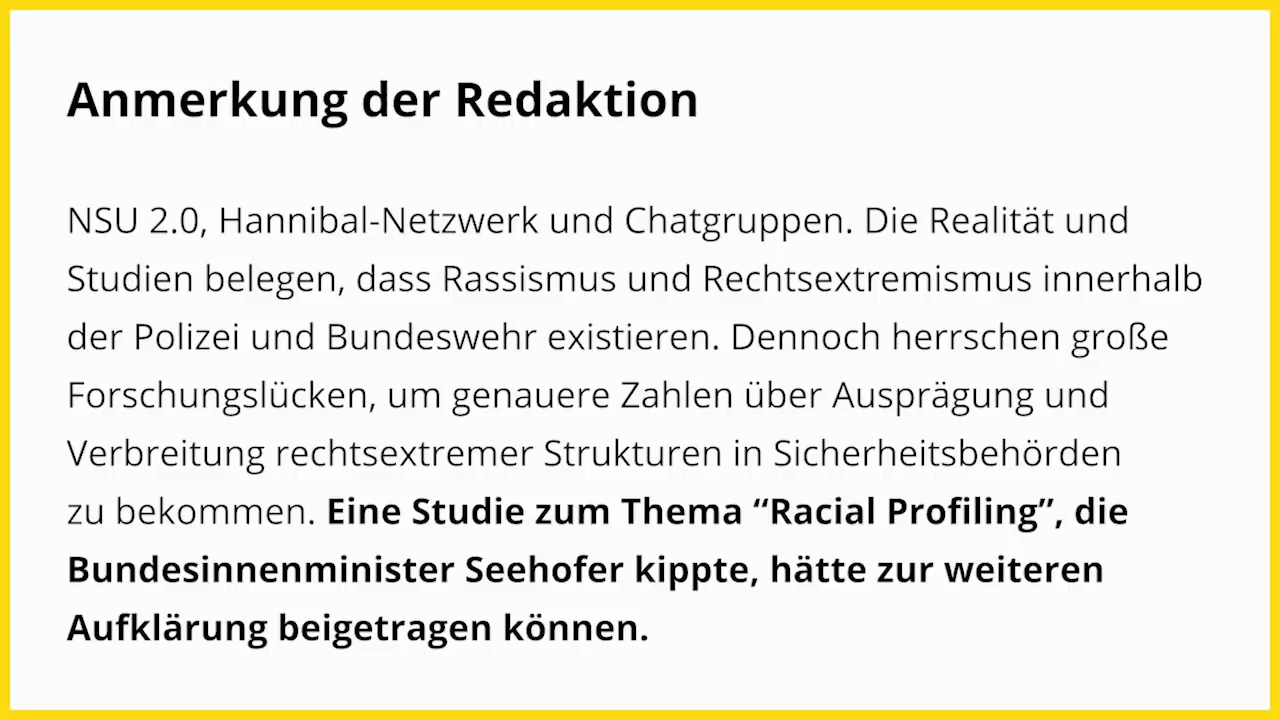 Anmerkung der Redaktion
NSU 2.0, Hannibal-Netzwerk und Chatgruppen. Die Realität und
Studien belegen, dass Rassismus und Rechtsextremismus innerhalb
der Polizei und Bundeswehr existieren. Dennoch herrschen große
Forschungslücken, um genauere Zahlen über Ausprägung und
Verbreitung rechtsextremer Strukturen in Sicherheitsbehörden
zu bekommen. Eine Studie zum Thema “Racial Profiling”, die
Bundesinnenminister Seehofer kippte, hätte zur weiteren
Aufklärung beigetragen können.